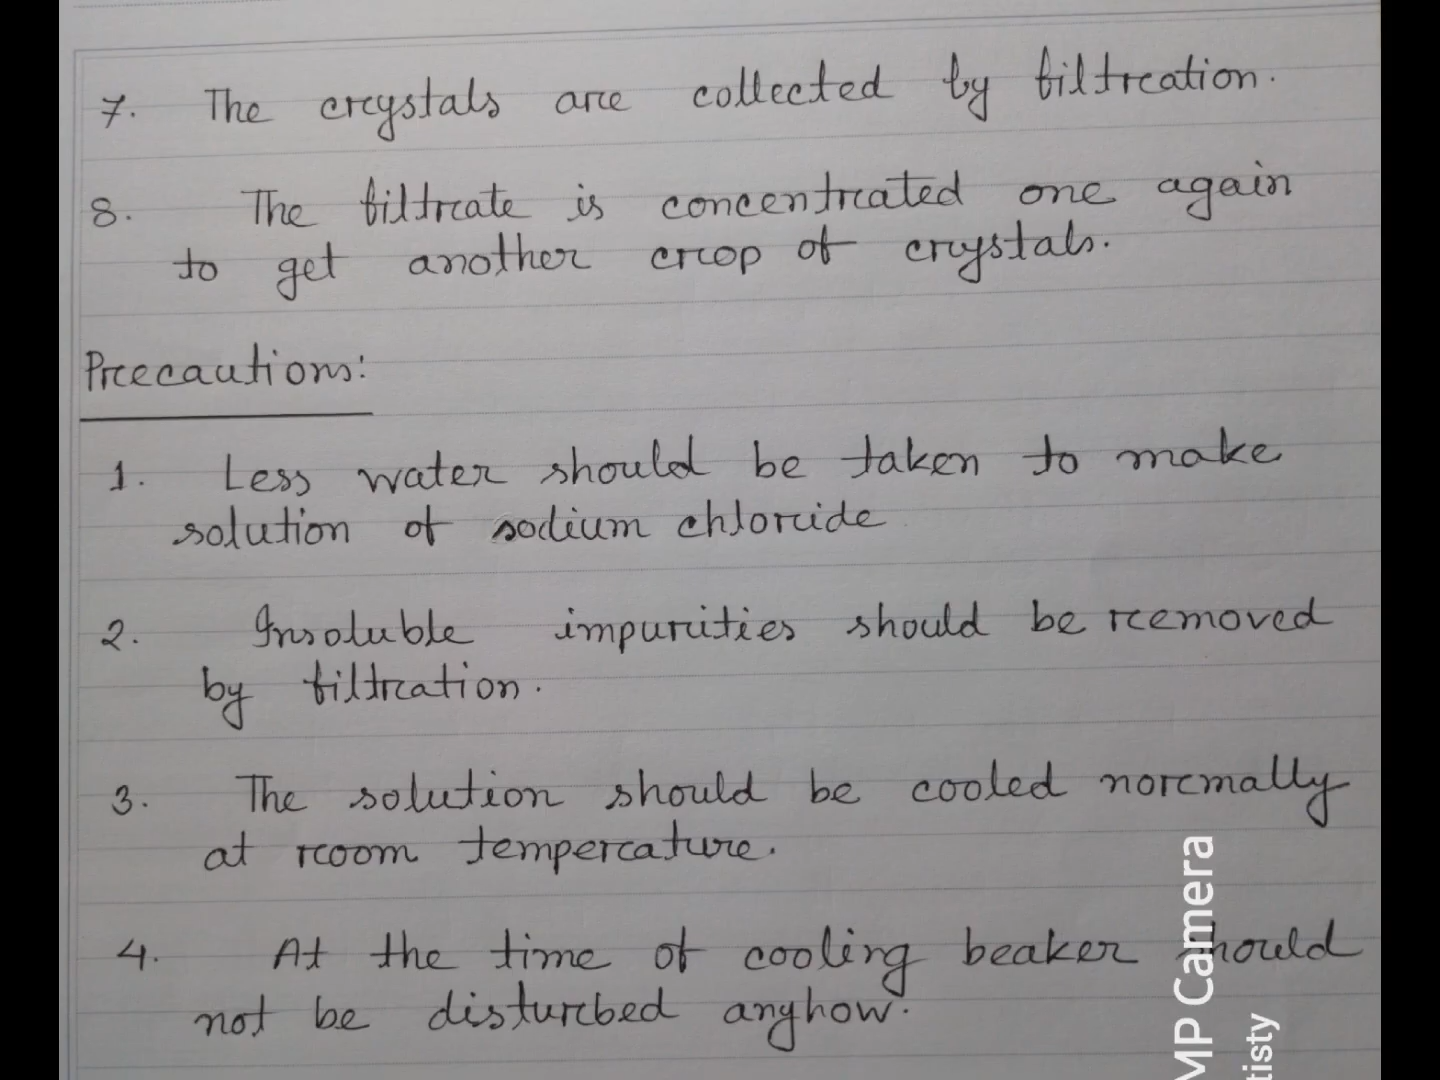 7. The crystals are collected by filtration.
8. The filtrate is concentrated one again
to get another crop of crystals.
Precautions:
1. Less water should be taken to make
solution of sodium chloride
2. Insoluble impurities should be removed
by filtration.
3. The solution should be cooled normally
at room temperature.
4. At the time of cooling beaker should
not be disturbed anyhow.
MP Camera